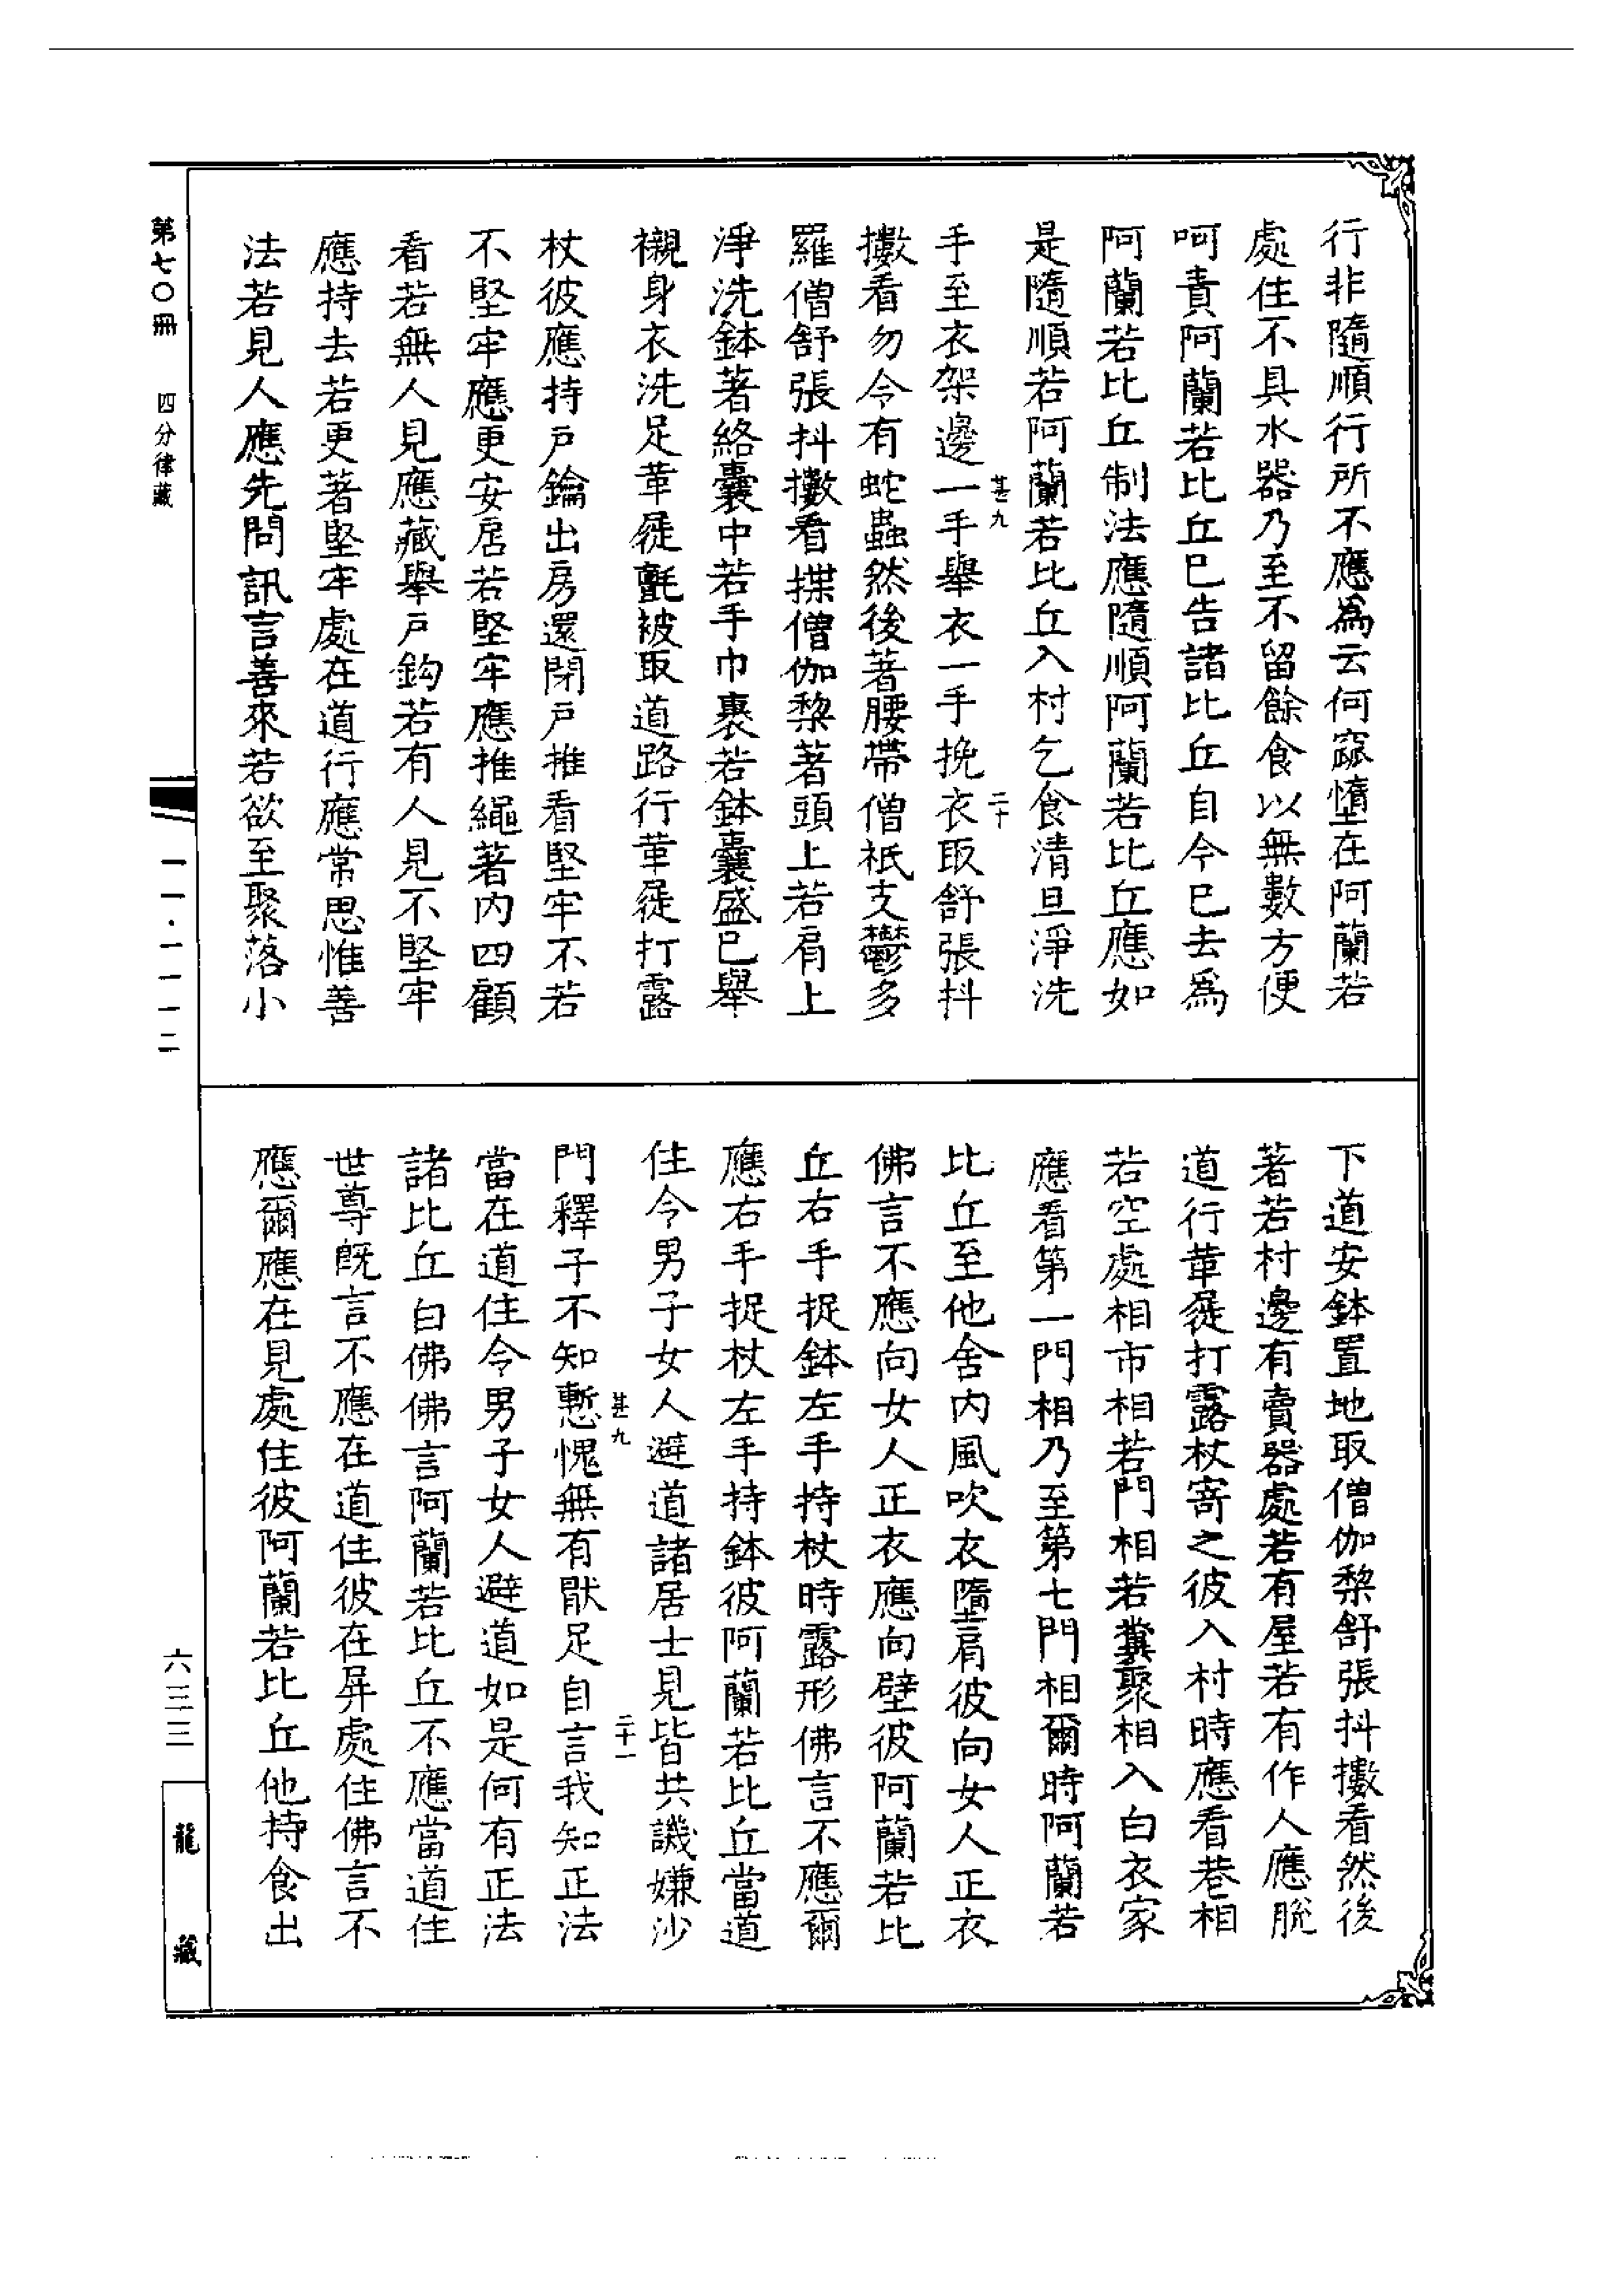 行非隨順行所不應為云何窳墮在阿蘭若
處住不具水器乃至不留餘食以無數方便
呵責阿蘭若比丘已告諸比丘自今已去為
阿蘭若比丘制法應隨順阿蘭若比丘應如
是隨順若阿蘭若比丘入村乞食清旦淨洗
甚九 二十
手至衣架邊一手舉衣一手挽衣取舒張抖
擻看勿令有蛇蟲然後著腰帶僧祇支鬱多
羅僧舒張抖擻看揲僧伽黎著頭上若肩上
淨洗鉢著絡囊中若手巾裹若鉢囊盛已舉
襯身衣洗足革屣氈被取道路行革屣打露
杖彼應持戶鑰出房還閉戶推看堅牢不若
不堅牢應更安扂若堅牢應推繩著內四顧
看若無人見應藏舉戶鈎若有人見不堅牢
應持去若更著堅牢處在道行應常思惟善
法若見人應先問訊言善來若欲至聚落小
下道安鉢置地取僧伽黎舒張抖擻看然後
著若村邊有賣器處若有屋若有作人應脫
道行革屣打露杖寄之彼入村時應看巷相
若空處相市相若門相若糞聚相入白衣家
應看第一門相乃至第七門相爾時阿蘭若
比丘至他舍內風吹衣墮肩彼向女人正衣
佛言不應向女人正衣應向壁彼阿蘭若比
丘右手捉鉢左手持杖時露形佛言不應爾
應右手捉杖左手持鉢彼阿蘭若比丘當道
住令男子女人避道諸居士見皆共譏嫌沙
甚九 二十一
門釋子不知慙愧無有猒足自言我知正法
當在道住令男子女人避道如是何有正法
諸比丘白佛佛言阿蘭若比丘不應當道住
世尊既言不應在道住彼在屏處住佛言不
應爾應在見處住彼阿蘭若比丘他持食出
第七〇冊 四分律藏
一一·一一一二
六三三
龍藏